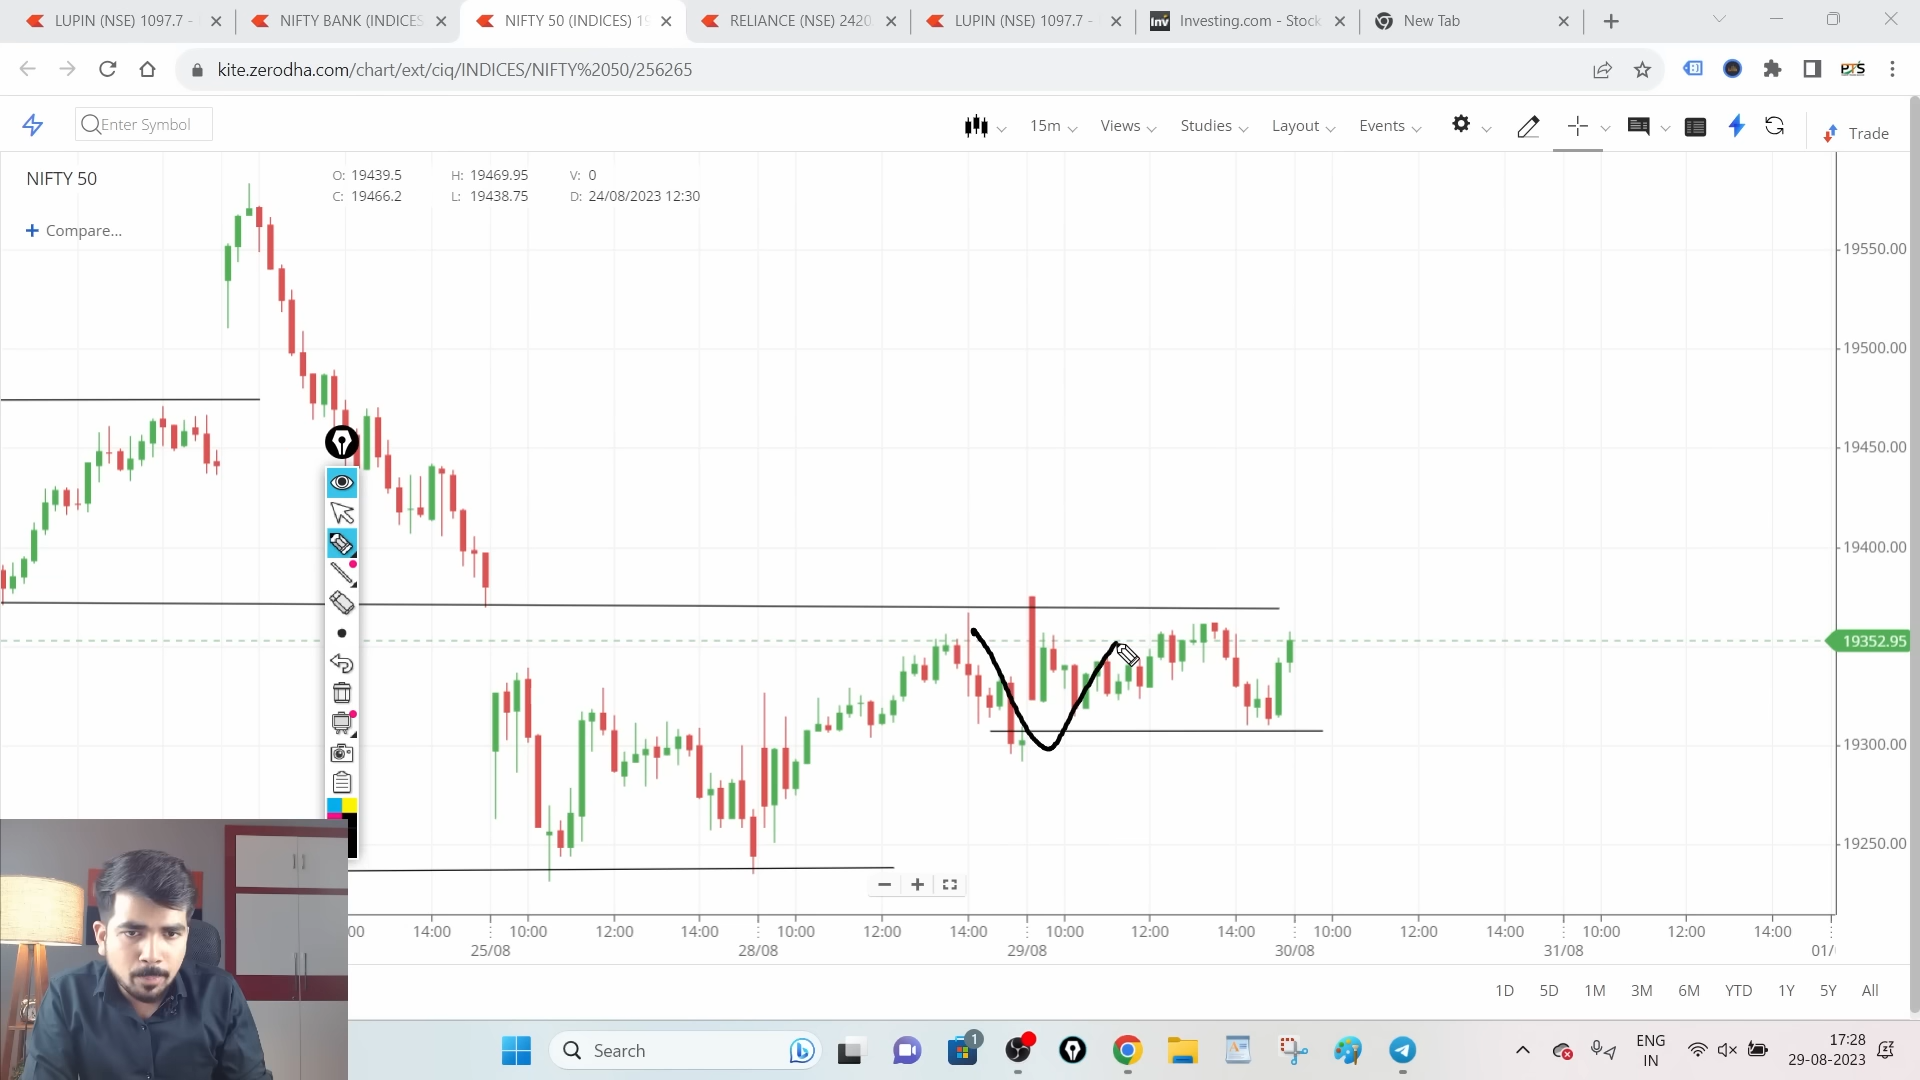 LUPIN (NSE) 1097.7 -
NIFTY BANK (INDICES
NIFTY 50 (INDICES) 19
RELIANCE (NSE) 2420
LUPIN (NSE) 1097.7 -
Inv Investing.com - Stock
New Tab
kite.zerodha.com/chart/ext/ciq/INDICES/NIFTY%2050/256265
PTS
Enter Symbol
15m
Views
Studies
Layout
Events
Trade
NIFTY 50
O: 19439.5 H: 19469.95 V: 0
C: 19466.2 L: 19438.75 D: 24/08/2023 12:30
+ Compare...
19550.00
19500.00
19450.00
19400.00
19352.95
19300.00
19250.00
00 14:00 10:00 12:00 14:00 10:00 12:00 14:00 10:00 12:00 14:00 10:00 12:00 14:00 10:00 12:00 14:00
25/08 28/08 29/08 30/08 31/08 01/
1D 5D 1M 3M 6M YTD 1Y 5Y All
Search
1
ENG
IN
17:28
29-08-2023